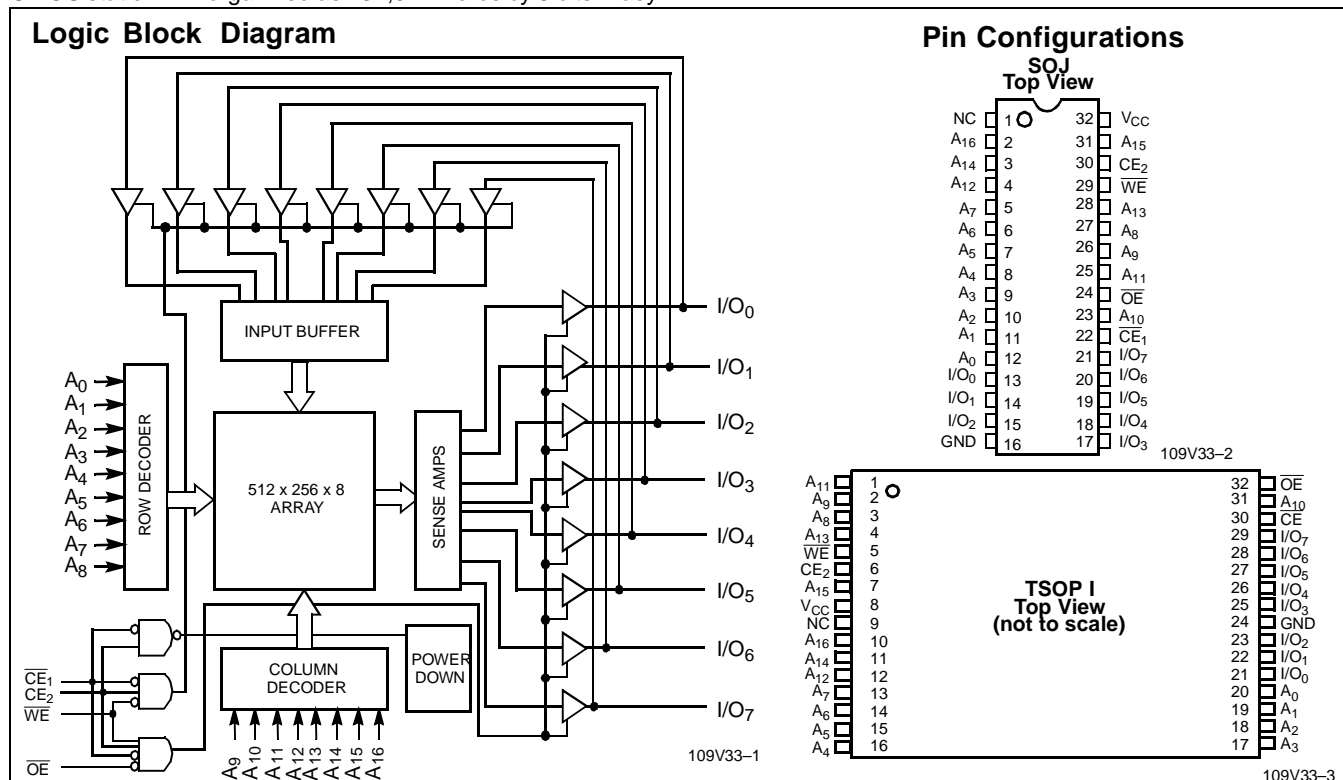 Logic Block Diagram
INPUT BUFFER
A₀
A₁
A₂
A₃
A₄
A₅
A₆
A₇
A₈
ROW DECODER
512 x 256 x 8
ARRAY
SENSE AMPS
I/O₀
I/O₁
I/O₂
I/O₃
I/O₄
I/O₅
I/O₆
I/O₇
C̅E̅₁
CE₂
W̅E̅
O̅E̅
COLUMN
DECODER
POWER
DOWN
A₉ A₁₀ A₁₁ A₁₂ A₁₃ A₁₄ A₁₅ A₁₆
109V33–1
Pin Configurations
SOJ
Top View
NC 1 32 VCC
A₁₆ 2 31 A₁₅
A₁₄ 3 30 CE₂
A₁₂ 4 29 W̅E̅
A₇ 5 28 A₁₃
A₆ 6 27 A₈
A₅ 7 26 A₉
A₄ 8 25 A₁₁
A₃ 9 24 O̅E̅
A₂ 10 23 A₁₀
A₁ 11 22 C̅E̅₁
A₀ 12 21 I/O₇
I/O₀ 13 20 I/O₆
I/O₁ 14 19 I/O₅
I/O₂ 15 18 I/O₄
GND 16 17 I/O₃
109V33–2
TSOP I
Top View
(not to scale)
A₁₁ 1 32 O̅E̅
A₉ 2 31 A₁₀
A₈ 3 30 C̅E̅
A₁₃ 4 29 I/O₇
W̅E̅ 5 28 I/O₆
CE₂ 6 27 I/O₅
A₁₅ 7 26 I/O₄
VCC 8 25 I/O₃
NC 9 24 GND
A₁₆ 10 23 I/O₂
A₁₄ 11 22 I/O₁
A₁₂ 12 21 I/O₀
A₇ 13 20 A₀
A₆ 14 19 A₁
A₅ 15 18 A₂
A₄ 16 17 A₃
109V33–3